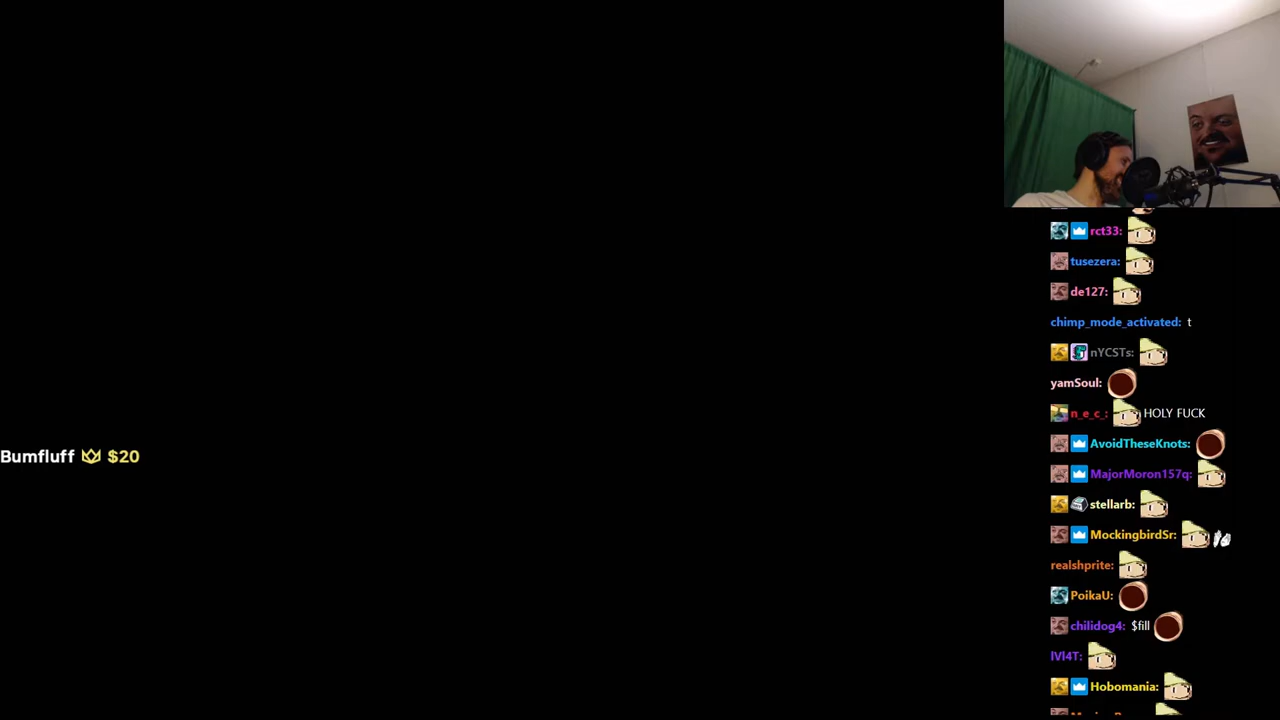 rct33:
tusezera:
de127:
chimp_mode_activated: t
nYCSTs:
yamSoul:
n_e_c_: HOLY FUCK
AvoidTheseKnots:
MajorMoron157q:
Bumfluff $20
stellarb:
MockingbirdSr:
realshprite:
PoikaU:
chilidog4: $fill
lVl4T:
Hobomania: